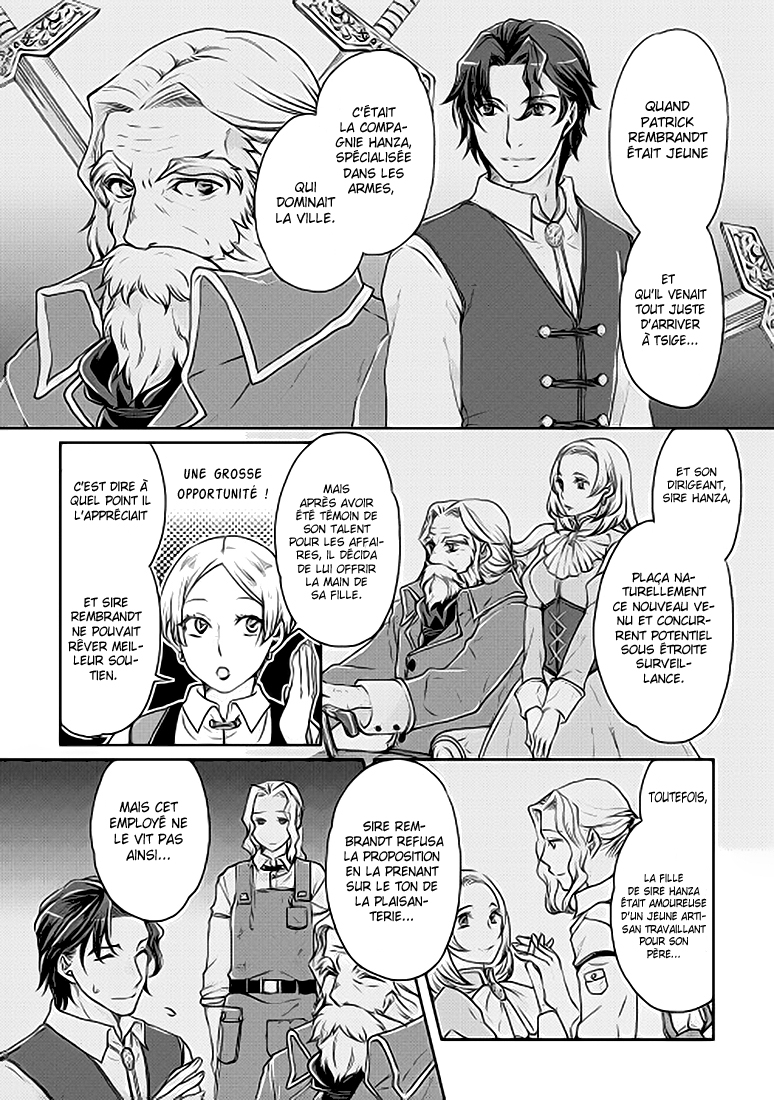 QUAND
PATRICK
REMBRANDT
ÉTAIT JEUNE
ET
QU'IL VENAIT
TOUT JUSTE
D'ARRIVER
À TSIGE...
C'ÉTAIT
LA COMPA-
GNIE HANZA,
SPÉCIALISÉE
DANS LES
ARMES,
QUI
DOMINAIT
LA VILLE.
ET SON
DIRIGEANT,
SIRE HANZA,
PLAÇA NA-
TURELLEMENT
CE NOUVEAU VE-
NU ET CONCUR-
RENT POTENTIEL
SOUS ÉTROITE
SURVEIL-
LANCE.
MAIS
APRÈS AVOIR
ÉTÉ TÉMOIN DE
SON TALENT
POUR LES AFFAI-
RES, IL DÉCIDA
DE LUI OFFRIR
LA MAIN DE
SA FILLE.
UNE GROSSE
OPPORTUNITÉ !
C'EST DIRE À
QUEL POINT IL
L'APPRÉCIAIT
ET SIRE
REMBRANDT
NE POUVAIT
RÊVER MEIL-
LEUR SOU-
TIEN.
TOUTEFOIS,
LA FILLE
DE SIRE HANZA
ÉTAIT AMOUREUSE
D'UN JEUNE ARTI-
SAN TRAVAILLANT
POUR SON
PÈRE...
SIRE REM-
BRANDT REFUSA
LA PROPOSITION
EN LA PRENANT
SUR LE TON DE
LA PLAISAN-
TERIE...
MAIS CET
EMPLOYÉ NE
LE VIT PAS
AINSI...